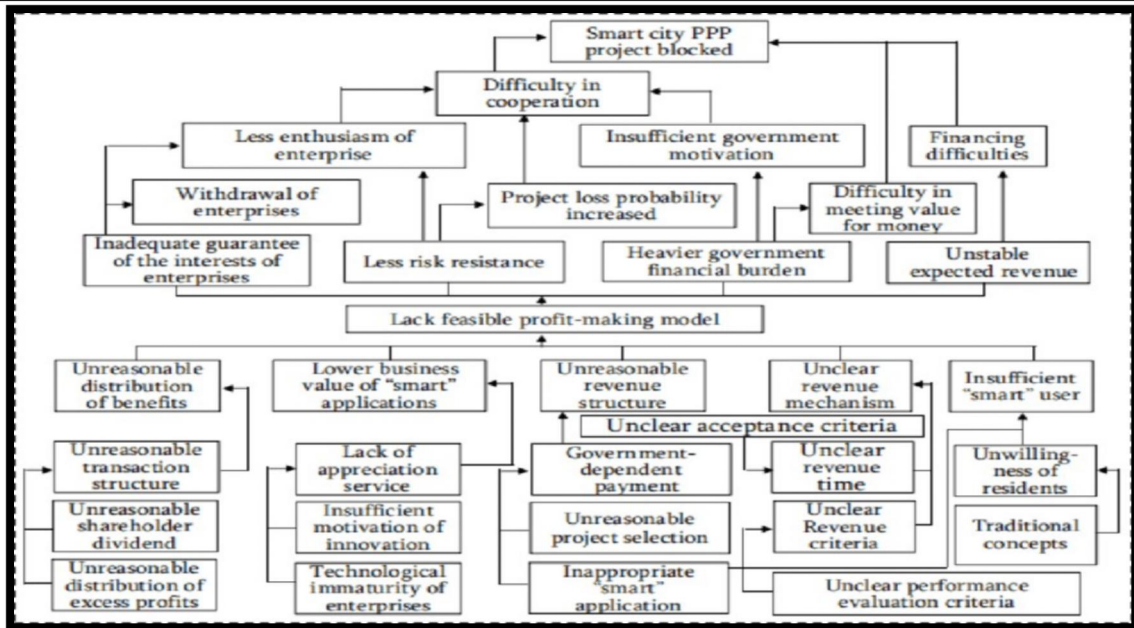 Smart city PPP
project blocked
Difficulty in
cooperation
Less enthusiasm of
enterprise
Insufficient government
motivation
Financing
difficulties
Withdrawal of
enterprises
Project loss probability
increased
Difficulty in
meeting value
for money
Inadequate guarantee
of the interests of
enterprises
Less risk resistance
Heavier government
financial burden
Unstable
expected revenue
Lack feasible profit-making model
Unreasonable
distribution
of benefits
Lower business
value of "smart"
applications
Unreasonable
revenue
structure
Unclear
revenue
mechanism
Insufficient
"smart" user
Unclear acceptance criteria
Unreasonable
transaction
structure
Lack of
appreciation
service
Government-
dependent
payment
Unclear
revenue
time
Unwilling-
ness of
residents
Unreasonable
shareholder
dividend
Insufficient
motivation of
innovation
Unreasonable
project selection
Unclear
Revenue
criteria
Traditional
concepts
Unreasonable
distribution of
excess profits
Technological
immaturity of
enterprises
Inappropriate
"smart"
application
Unclear performance
evaluation criteria